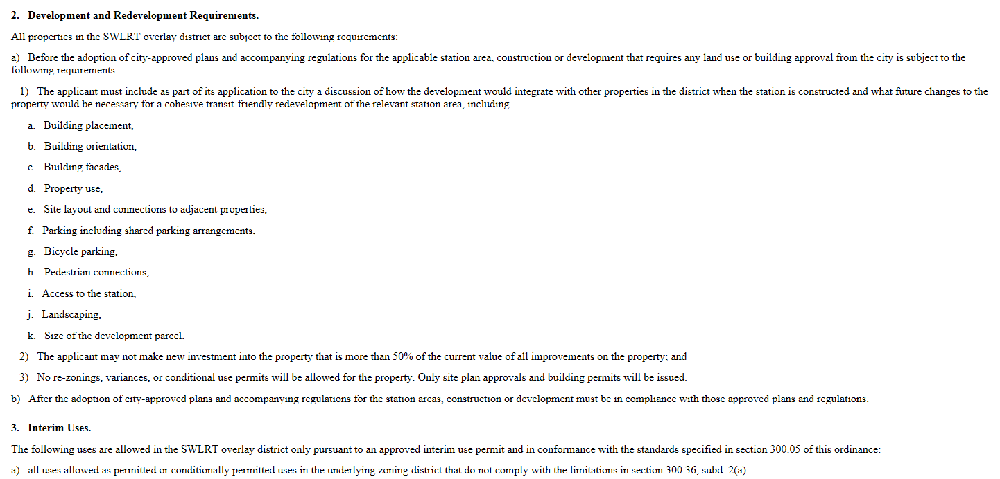 2. Development and Redevelopment Requirements.
All properties in the SWLRT overlay district are subject to the following requirements:
a) Before the adoption of city-approved plans and accompanying regulations for the applicable station area, construction or development that requires any land use or building approval from the city is subject to the
following requirements:
1) The applicant must include as part of its application to the city a discussion of how the development would integrate with other properties in the district when the station is constructed and what future changes to the
property would be necessary for a cohesive transit-friendly redevelopment of the relevant station area, including
a. Building placement,
b. Building orientation,
c. Building facades,
d. Property use,
e. Site layout and connections to adjacent properties,
f. Parking including shared parking arrangements,
g. Bicycle parking,
h. Pedestrian connections,
i. Access to the station,
j. Landscaping,
k. Size of the development parcel.
2) The applicant may not make new investment into the property that is more than 50% of the current value of all improvements on the property; and
3) No re-zonings, variances, or conditional use permits will be allowed for the property. Only site plan approvals and building permits will be issued.
b) After the adoption of city-approved plans and accompanying regulations for the station areas, construction or development must be in compliance with those approved plans and regulations.
3. Interim Uses.
The following uses are allowed in the SWLRT overlay district only pursuant to an approved interim use permit and in conformance with the standards specified in section 300.05 of this ordinance:
a) all uses allowed as permitted or conditionally permitted uses in the underlying zoning district that do not comply with the limitations in section 300.36, subd. 2(a).